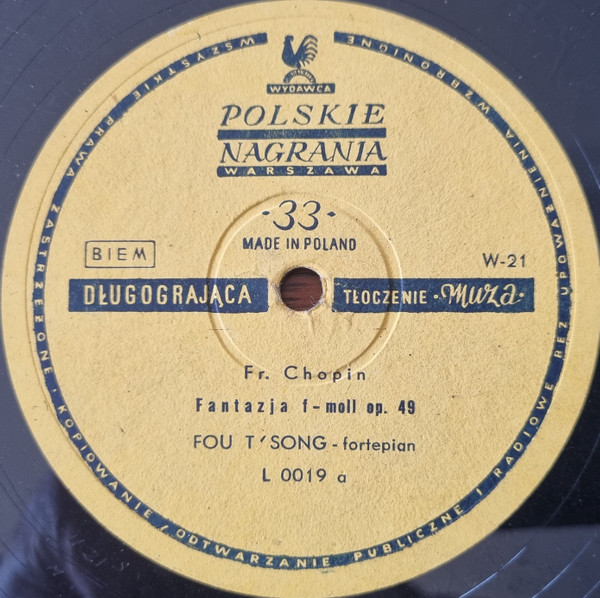 WSZYSTKIE PRAWA ZASTRZEŻONE · KOPIOWANIE, ODTWARZANIE PUBLICZNE I RADIOWE BEZ UPOWAŻNIENIA WZBRONIONE
WYDAWCA
POLSKIE
NAGRANIA
WARSZAWA
·33·
MADE IN POLAND
BIEM
W-21
DŁUGOGRAJĄCA
TŁOCZENIE · Muza ·
Fr. Chopin
Fantazja f-moll op. 49
FOU T'SONG - fortepian
L 0019 a